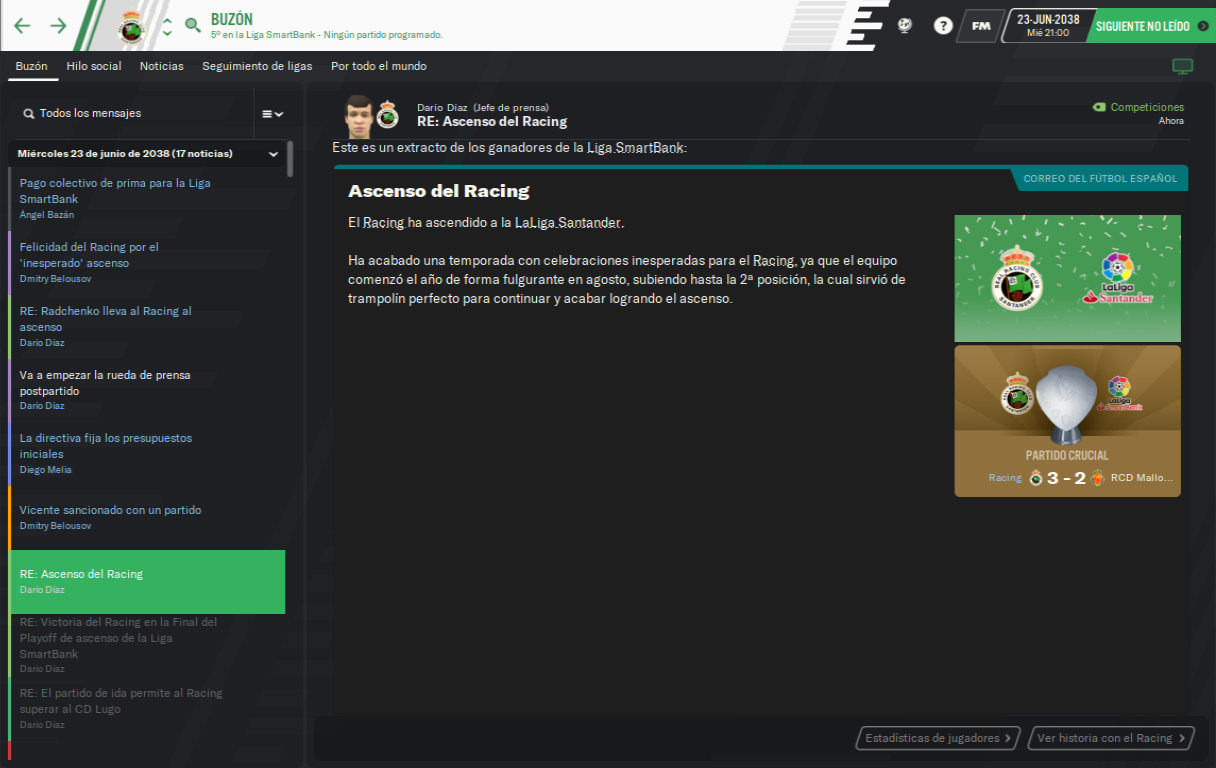 BUZÓN
5º en la Liga SmartBank - Ningún partido programado.
?
FM
23-JUN-2038
Mié 21:00
SIGUIENTE NO LEÍDO
Buzón
Hilo social
Noticias
Seguimiento de ligas
Por todo el mundo
Todos los mensajes
Miércoles 23 de junio de 2038 (17 noticias)
Pago colectivo de prima para la Liga
SmartBank
Ángel Bazán
Felicidad del Racing por el
'inesperado' ascenso
Dmitry Belousov
RE: Radchenko lleva al Racing al
ascenso
Darío Díaz
Va a empezar la rueda de prensa
postpartido
Darío Díaz
La directiva fija los presupuestos
iniciales
Diego Melia
Vicente sancionado con un partido
Dmitry Belousov
RE: Ascenso del Racing
Darío Díaz
RE: Victoria del Racing en la Final del
Playoff de ascenso de la Liga
SmartBank
Darío Díaz
RE: El partido de ida permite al Racing
superar al CD Lugo
Darío Díaz
Darío Díaz (Jefe de prensa)
RE: Ascenso del Racing
Competiciones
Ahora
Este es un extracto de los ganadores de la Liga SmartBank:
CORREO DEL FÚTBOL ESPAÑOL
Ascenso del Racing
El Racing ha ascendido a la LaLiga Santander.
Ha acabado una temporada con celebraciones inesperadas para el Racing, ya que el equipo
comenzó el año de forma fulgurante en agosto, subiendo hasta la 2ª posición, la cual sirvió de
trampolín perfecto para continuar y acabar logrando el ascenso.
REAL RACING CLUB
SANTANDER
LaLiga
Santander
LaLiga
SmartBank
PARTIDO CRUCIAL
Racing 3 - 2 RCD Mallo...
Estadísticas de jugadores
Ver historia con el Racing